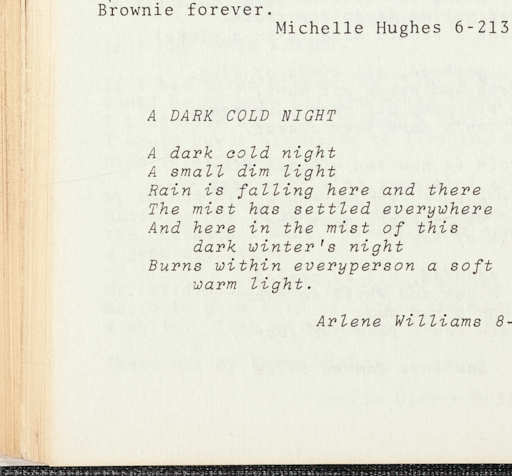 Brownie forever.
Michelle Hughes 6-213
A DARK COLD NIGHT
A dark cold night
A small dim light
Rain is falling here and there
The mist has settled everywhere
And here in the mist of this
dark winter's night
Burns within everyperson a soft
warm light.
Arlene Williams 8-